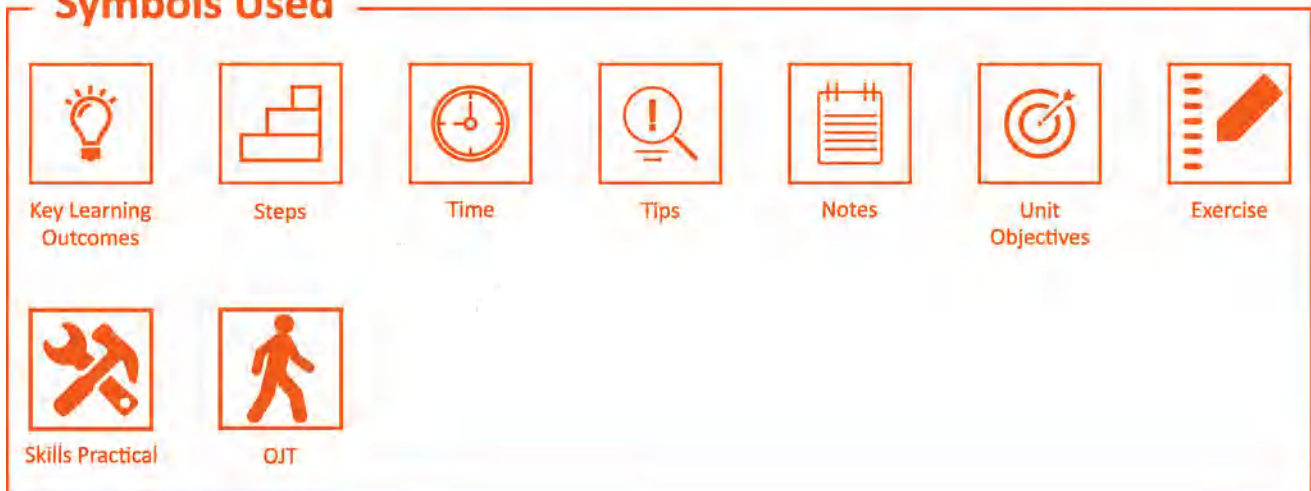 Symbols Used
Key Learning
Outcomes
Steps
Time
Tips
Notes
Unit
Objectives
Exercise
Skills Practical
OJT